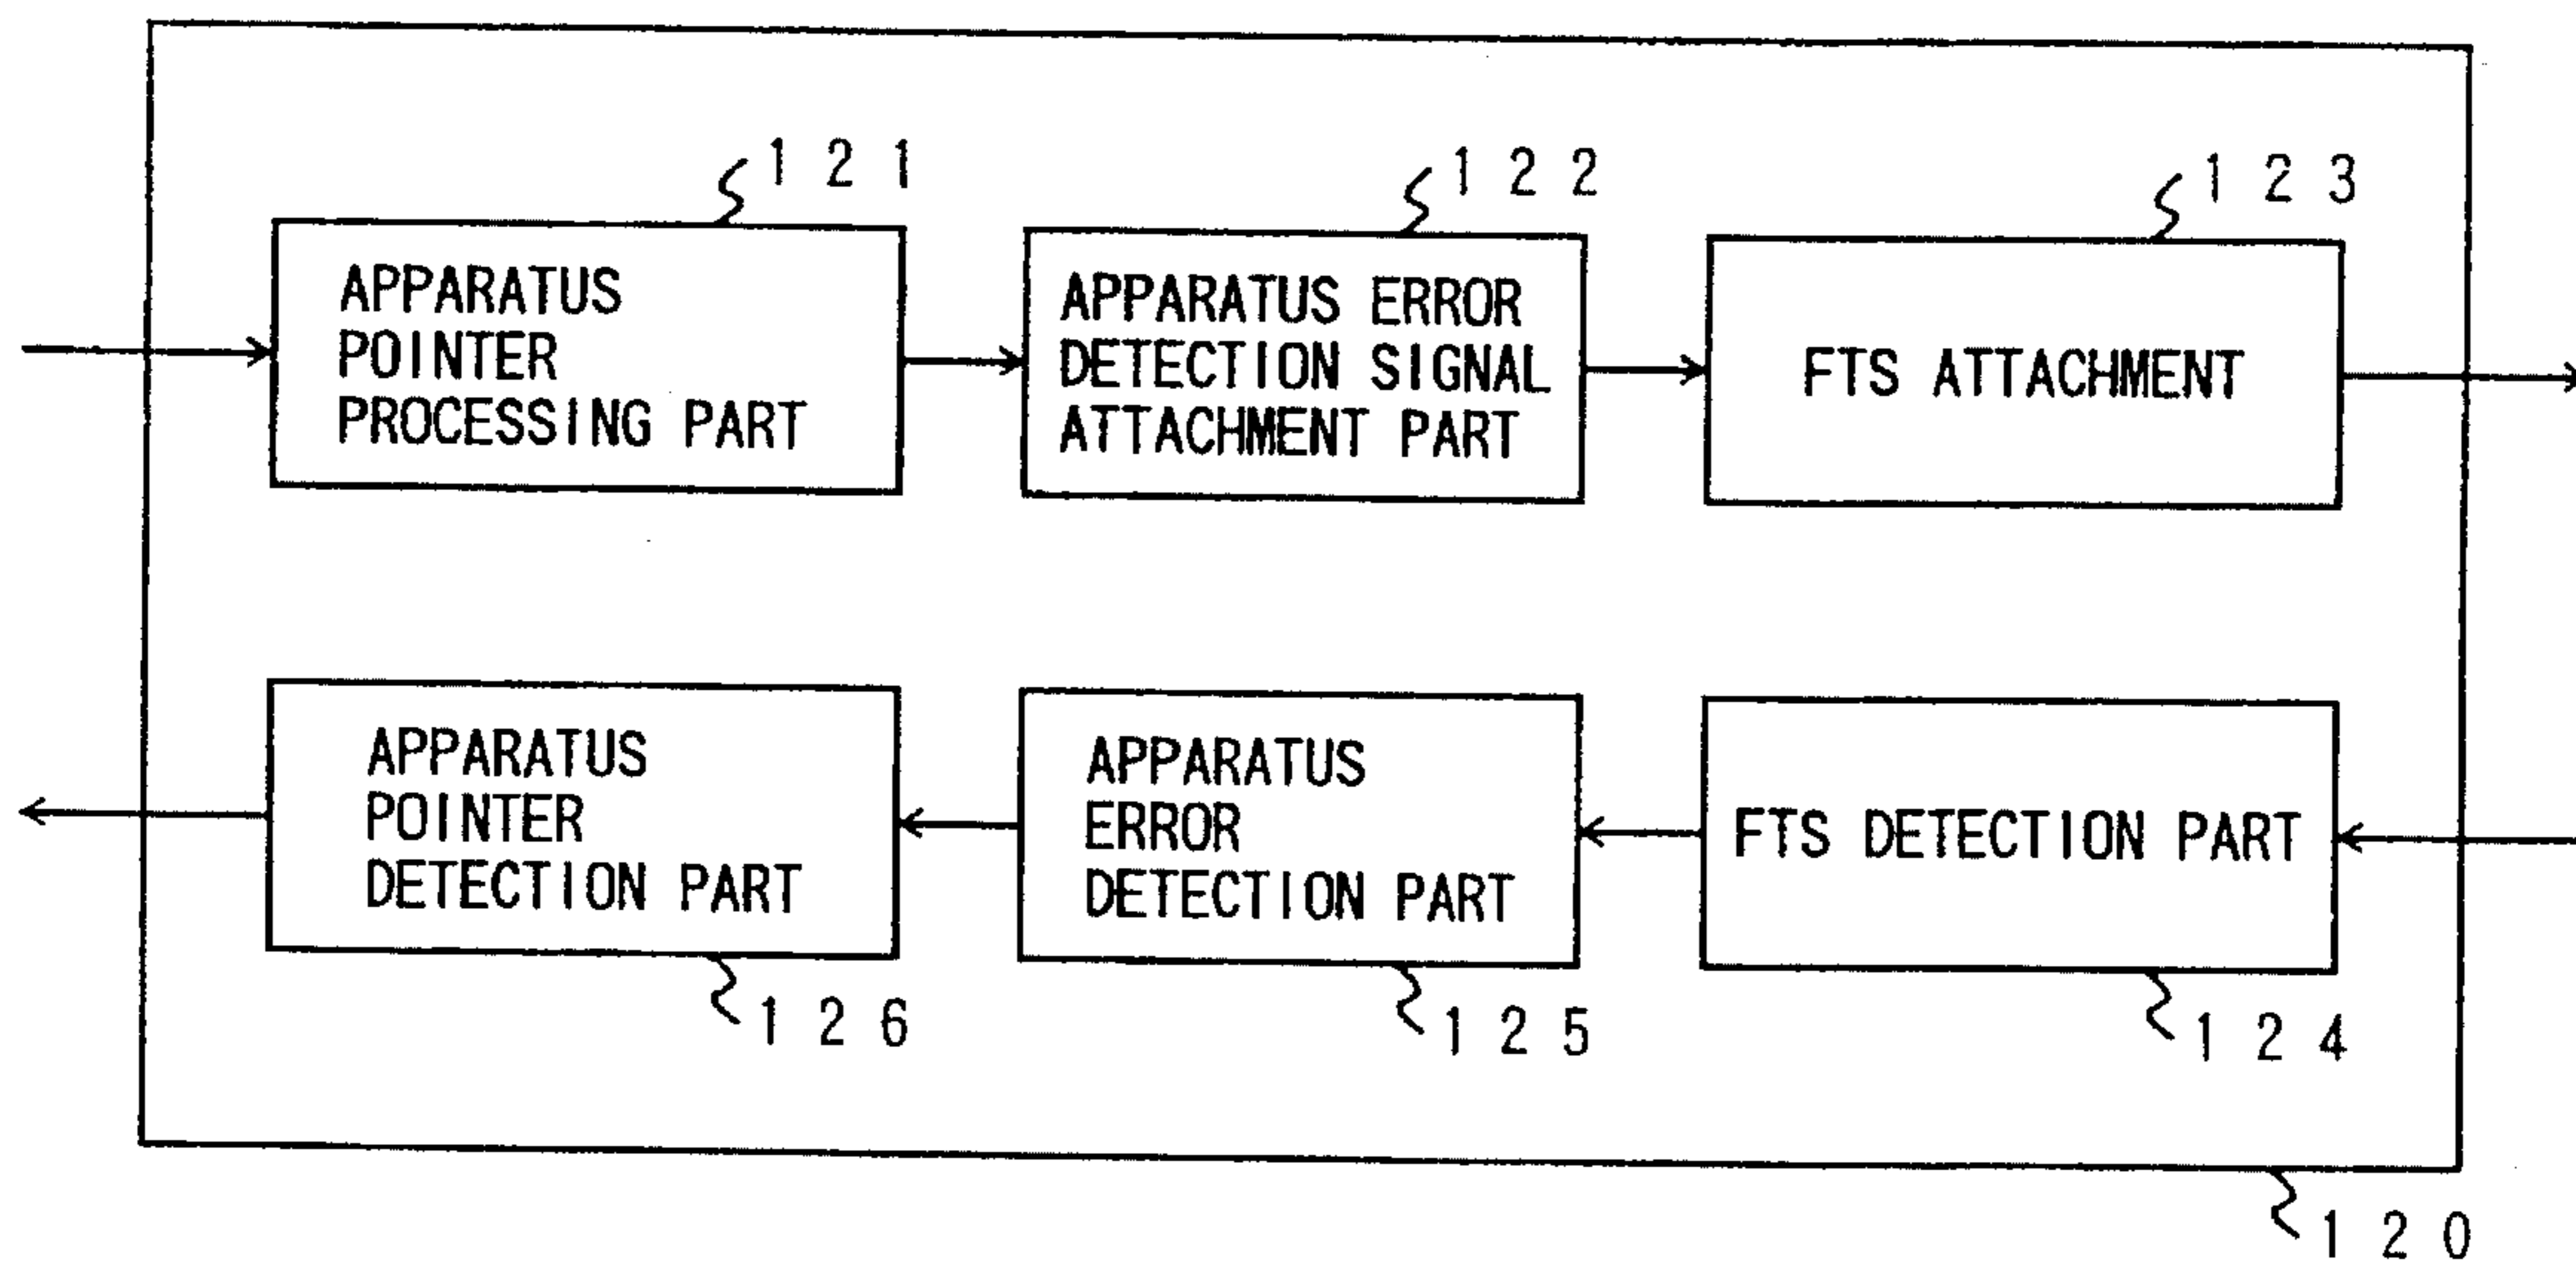 121
122
123
APPARATUS
POINTER
PROCESSING PART
APPARATUS ERROR
DETECTION SIGNAL
ATTACHMENT PART
FTS ATTACHMENT
APPARATUS
POINTER
DETECTION PART
APPARATUS
ERROR
DETECTION PART
FTS DETECTION PART
126
125
124
120